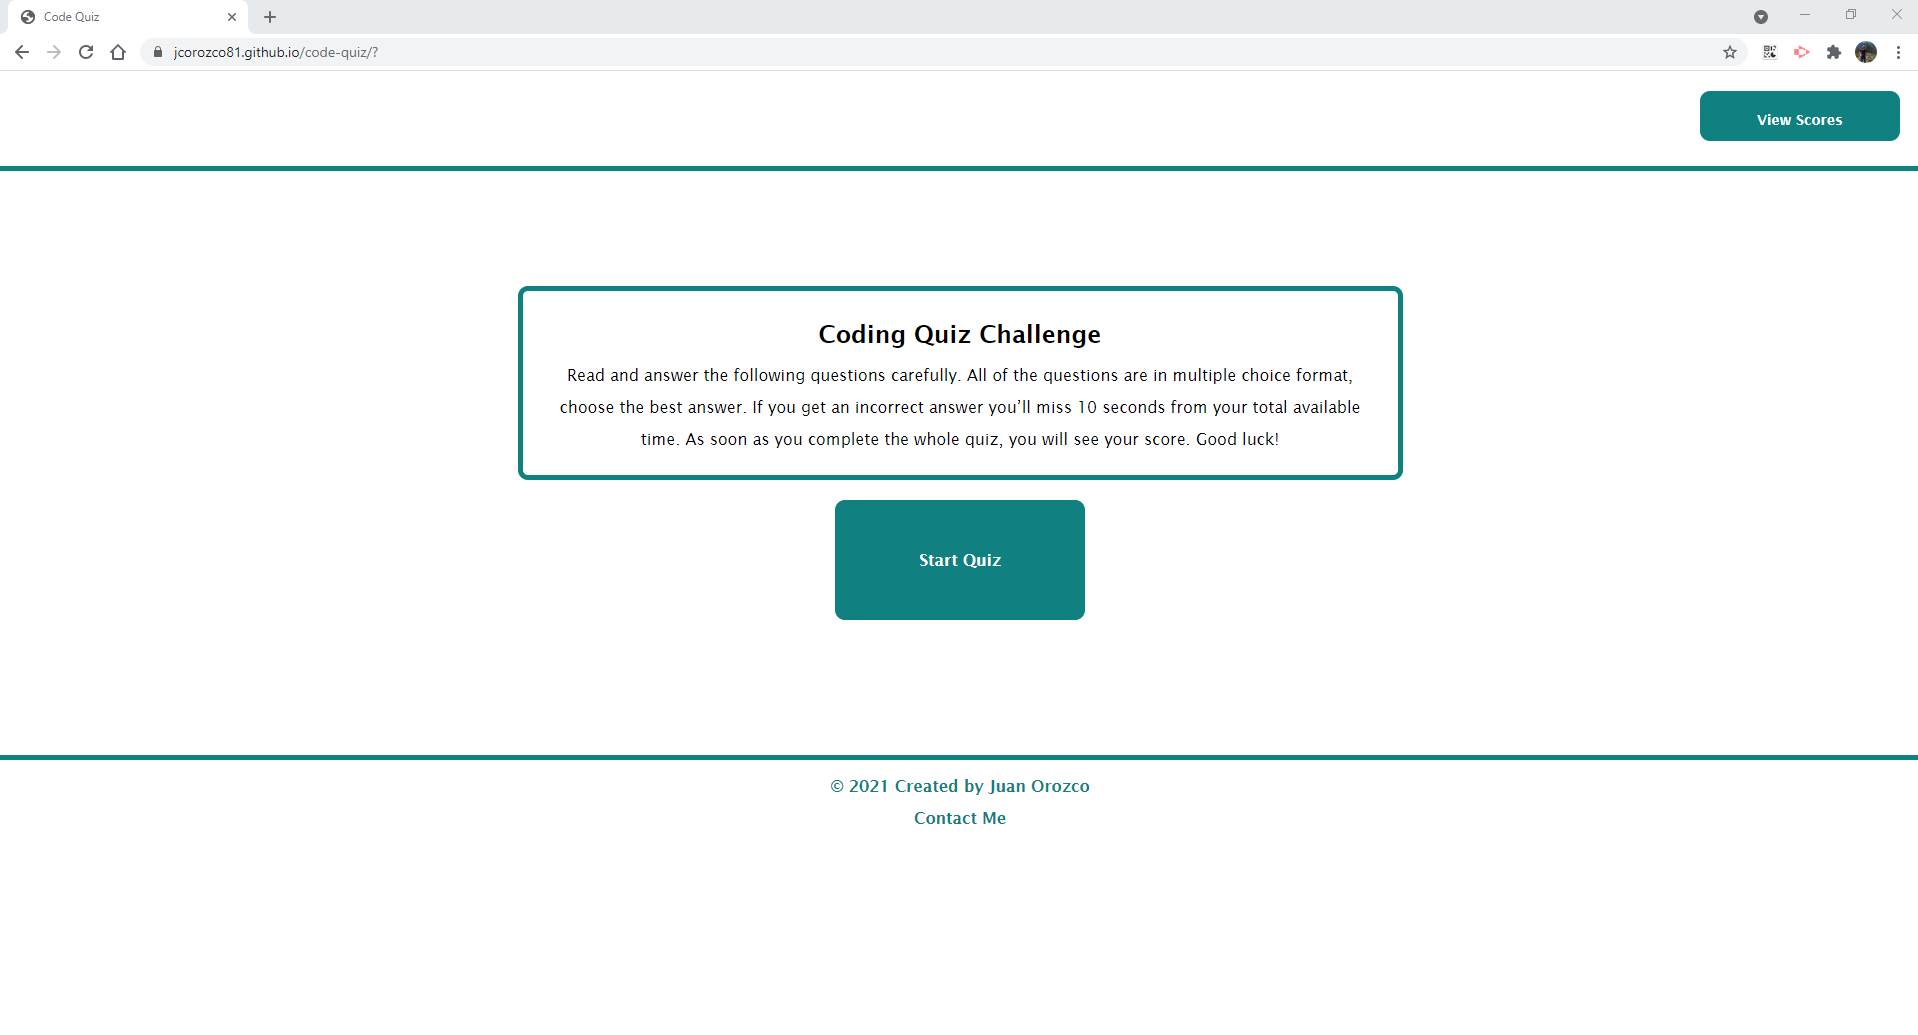 Code Quiz
jcorozco81.github.io/code-quiz/?
View Scores
Coding Quiz Challenge
Read and answer the following questions carefully. All of the questions are in multiple choice format,
choose the best answer. If you get an incorrect answer you’ll miss 10 seconds from your total available
time. As soon as you complete the whole quiz, you will see your score. Good luck!
Start Quiz
© 2021 Created by Juan Orozco
Contact Me